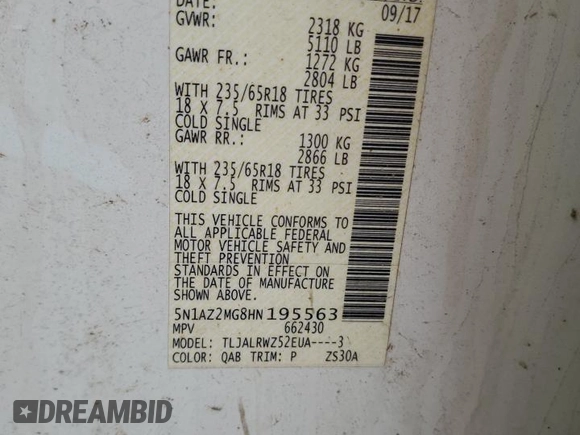 DATE: 09/17
GVWR: 2318 KG
5110 LB
GAWR FR.: 1272 KG
2804 LB
WITH 235/65R18 TIRES
18 X 7.5 RIMS AT 33 PSI
COLD SINGLE
GAWR RR.: 1300 KG
2866 LB
WITH 235/65R18 TIRES
18 X 7.5 RIMS AT 33 PSI
COLD SINGLE
THIS VEHICLE CONFORMS TO
ALL APPLICABLE FEDERAL
MOTOR VEHICLE SAFETY AND
THEFT PREVENTION
STANDARDS IN EFFECT ON
THE DATE OF MANUFACTURE
SHOWN ABOVE.
5N1AZ2MG8HN195563
MPV 662430
MODEL: TLJALRWZ52EUA----3
COLOR: QAB TRIM: P ZS30A
DREAMBID